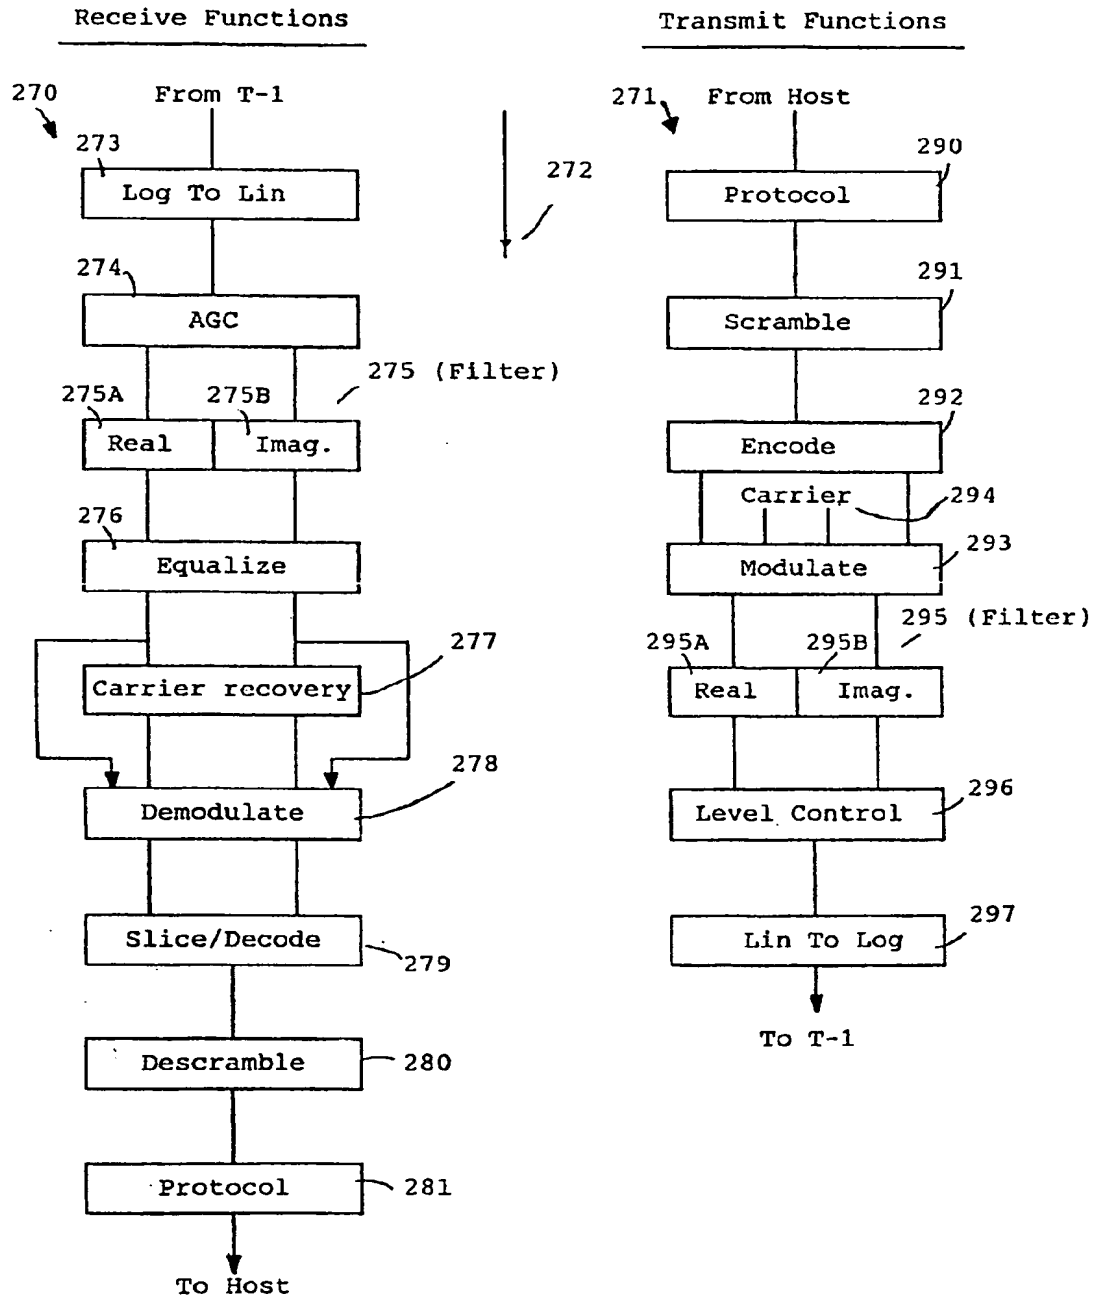 Receive Functions
270
From T-1
273
Log To Lin
272
274
AGC
275 (Filter)
275A
275B
Real
Imag.
276
Equalize
277
Carrier recovery
278
Demodulate
Slice/Decode
279
Descramble
280
Protocol
281
To Host
Transmit Functions
271
From Host
290
Protocol
291
Scramble
292
Encode
Carrier
294
293
Modulate
295 (Filter)
295A
295B
Real
Imag.
296
Level Control
297
Lin To Log
To T-1